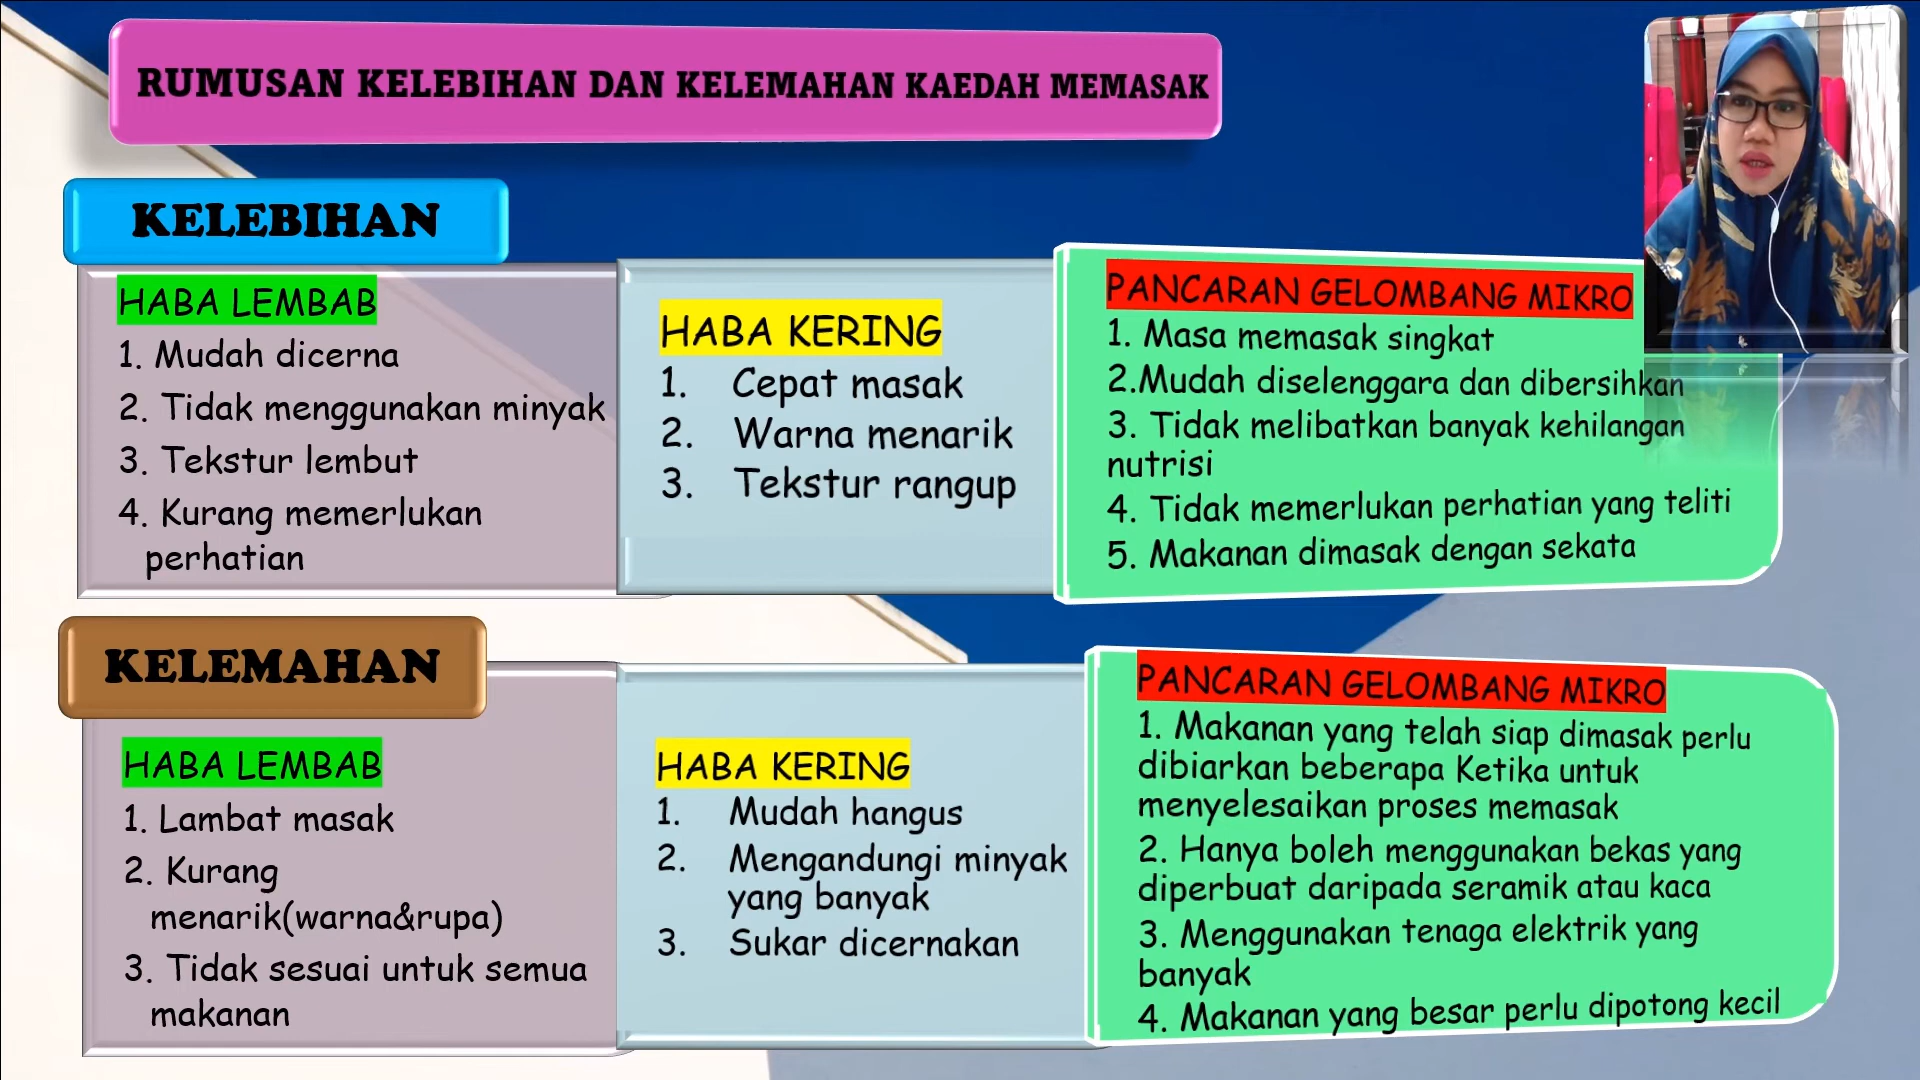 RUMUSAN KELEBIHAN DAN KELEMAHAN KAEDAH MEMASAK
KELEBIHAN
HABA LEMBAB
1. Mudah dicerna
2. Tidak menggunakan minyak
3. Tekstur lembut
4. Kurang memerlukan
perhatian
HABA KERING
1. Cepat masak
2. Warna menarik
3. Tekstur rangup
PANCARAN GELOMBANG MIKRO
1. Masa memasak singkat
2.Mudah diselenggara dan dibersihkan
3. Tidak melibatkan banyak kehilangan
nutrisi
4. Tidak memerlukan perhatian yang teliti
5. Makanan dimasak dengan sekata
KELEMAHAN
HABA LEMBAB
1. Lambat masak
2. Kurang
menarik(warna&rupa)
3. Tidak sesuai untuk semua
makanan
HABA KERING
1. Mudah hangus
2. Mengandungi minyak
yang banyak
3. Sukar dicernakan
PANCARAN GELOMBANG MIKRO
1. Makanan yang telah siap dimasak perlu
dibiarkan beberapa Ketika untuk
menyelesaikan proses memasak
2. Hanya boleh menggunakan bekas yang
diperbuat daripada seramik atau kaca
3. Menggunakan tenaga elektrik yang
banyak
4. Makanan yang besar perlu dipotong kecil